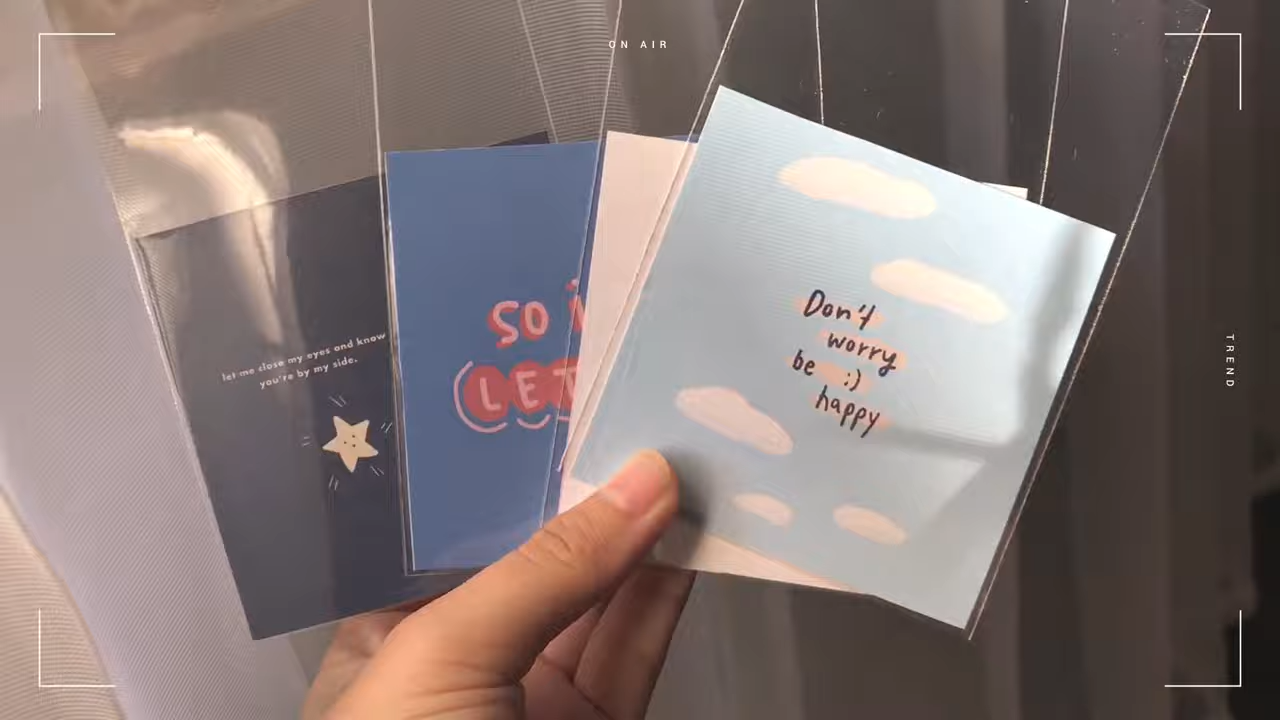 ON AIR
TREND
let me close my eyes and know
you're by my side.
SO i
LET
Don't
worry
be :)
happy